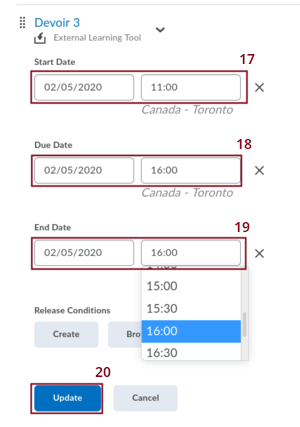 Devoir 3
External Learning Tool
17
Start Date
02/05/2020 11:00
Canada - Toronto
18
Due Date
02/05/2020 16:00
Canada - Toronto
19
End Date
02/05/2020 16:00
15:00
15:30
Release Conditions
16:00
Create
16:30
20
Update Cancel